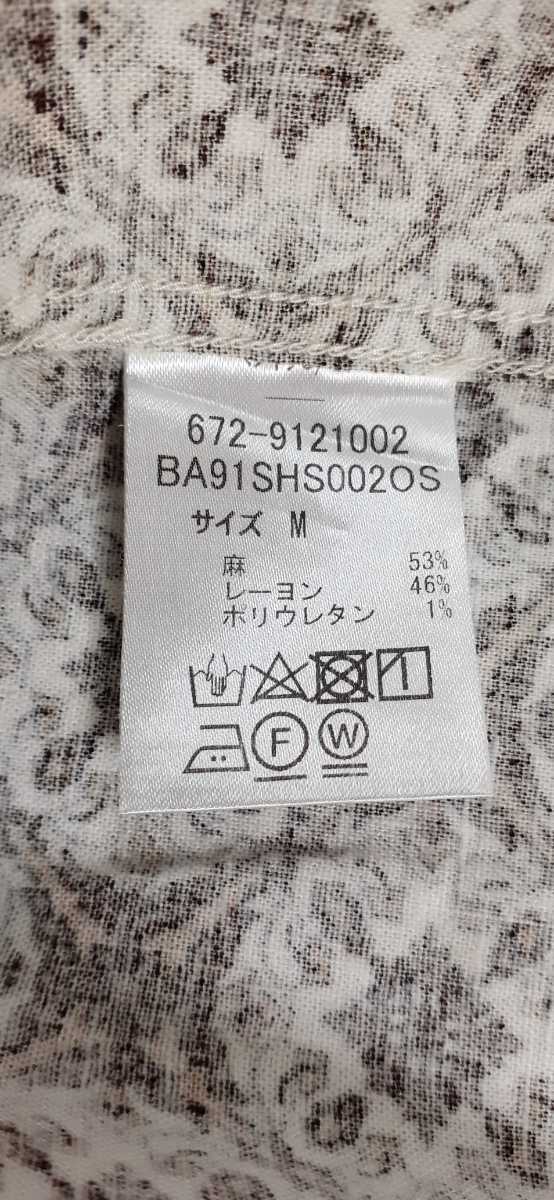 672-9121002
BA91SHS002OS
サイズ M
麻 53%
レーヨン 46%
ポリウレタン 1%
F W